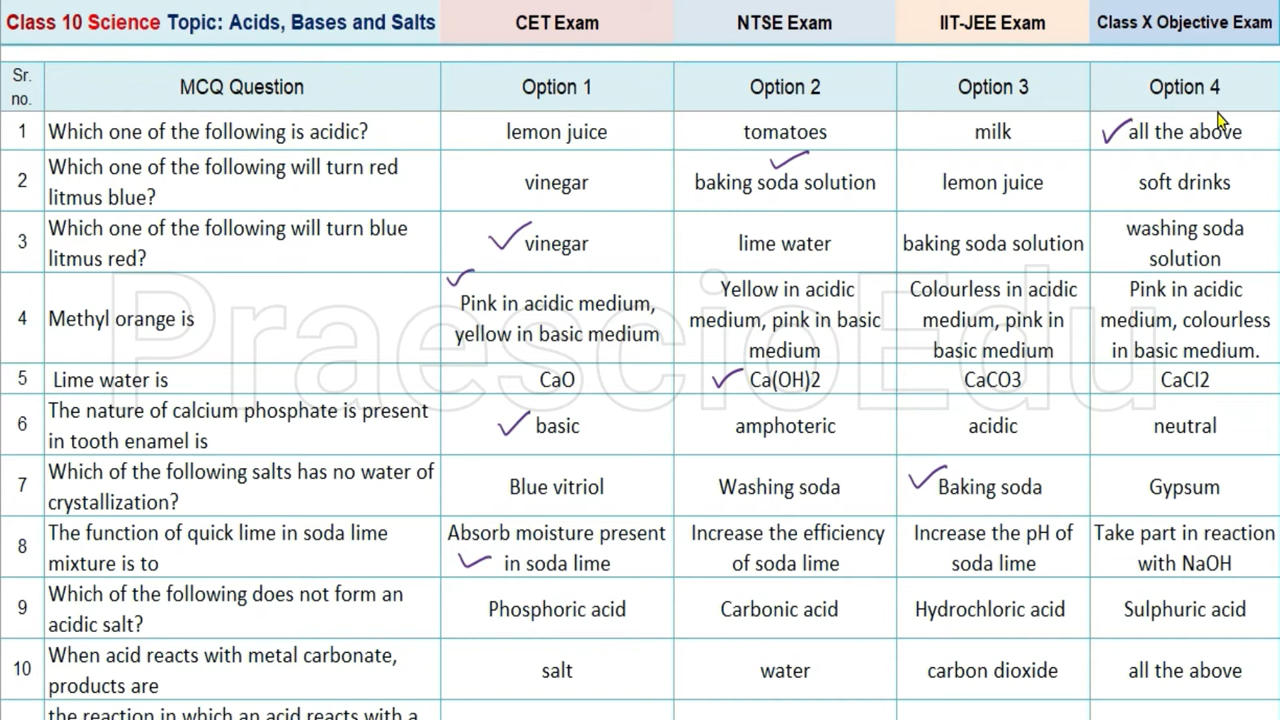 Class 10 Science Topic: Acids, Bases and Salts CET Exam NTSE Exam IIT-JEE Exam Class X Objective Exam
Sr. no. MCQ Question Option 1 Option 2 Option 3 Option 4
1 Which one of the following is acidic? lemon juice tomatoes milk all the above
2 Which one of the following will turn red
litmus blue? vinegar baking soda solution lemon juice soft drinks
3 Which one of the following will turn blue
litmus red? vinegar lime water baking soda solution washing soda
solution
4 Methyl orange is
Pink in acidic medium,
yellow in basic medium
Yellow in acidic
medium, pink in basic
medium
Colourless in acidic
medium, pink in
basic medium
Pink in acidic
medium, colourless
in basic medium.
5 Lime water is CaO Ca(OH)2 CaCO3 CaCl2
6 The nature of calcium phosphate is present
in tooth enamel is basic amphoteric acidic neutral
7 Which of the following salts has no water of
crystallization? Blue vitriol Washing soda Baking soda Gypsum
8 The function of quick lime in soda lime
mixture is to
Absorb moisture present
in soda lime
Increase the efficiency
of soda lime
Increase the pH of
soda lime
Take part in reaction
with NaOH
9 Which of the following does not form an
acidic salt? Phosphoric acid Carbonic acid Hydrochloric acid Sulphuric acid
10 When acid reacts with metal carbonate,
products are salt water carbon dioxide all the above
the reaction in which an acid reacts with a
PraescioEdu